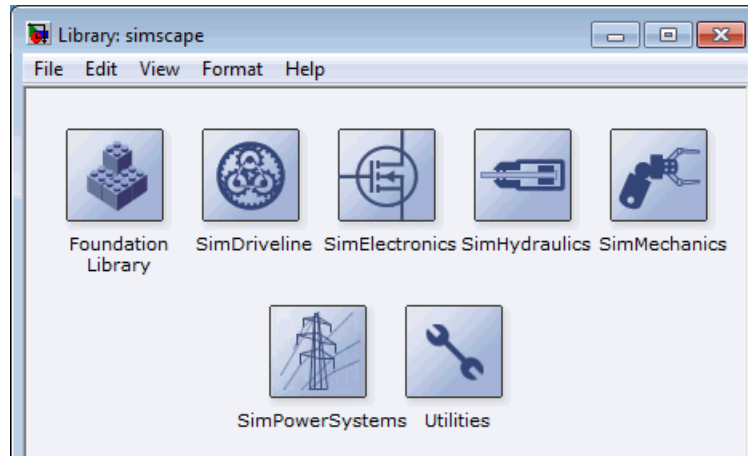 Library: simscape
File Edit View Format Help
Foundation Library
SimDriveline
SimElectronics
SimHydraulics
SimMechanics
SimPowerSystems
Utilities